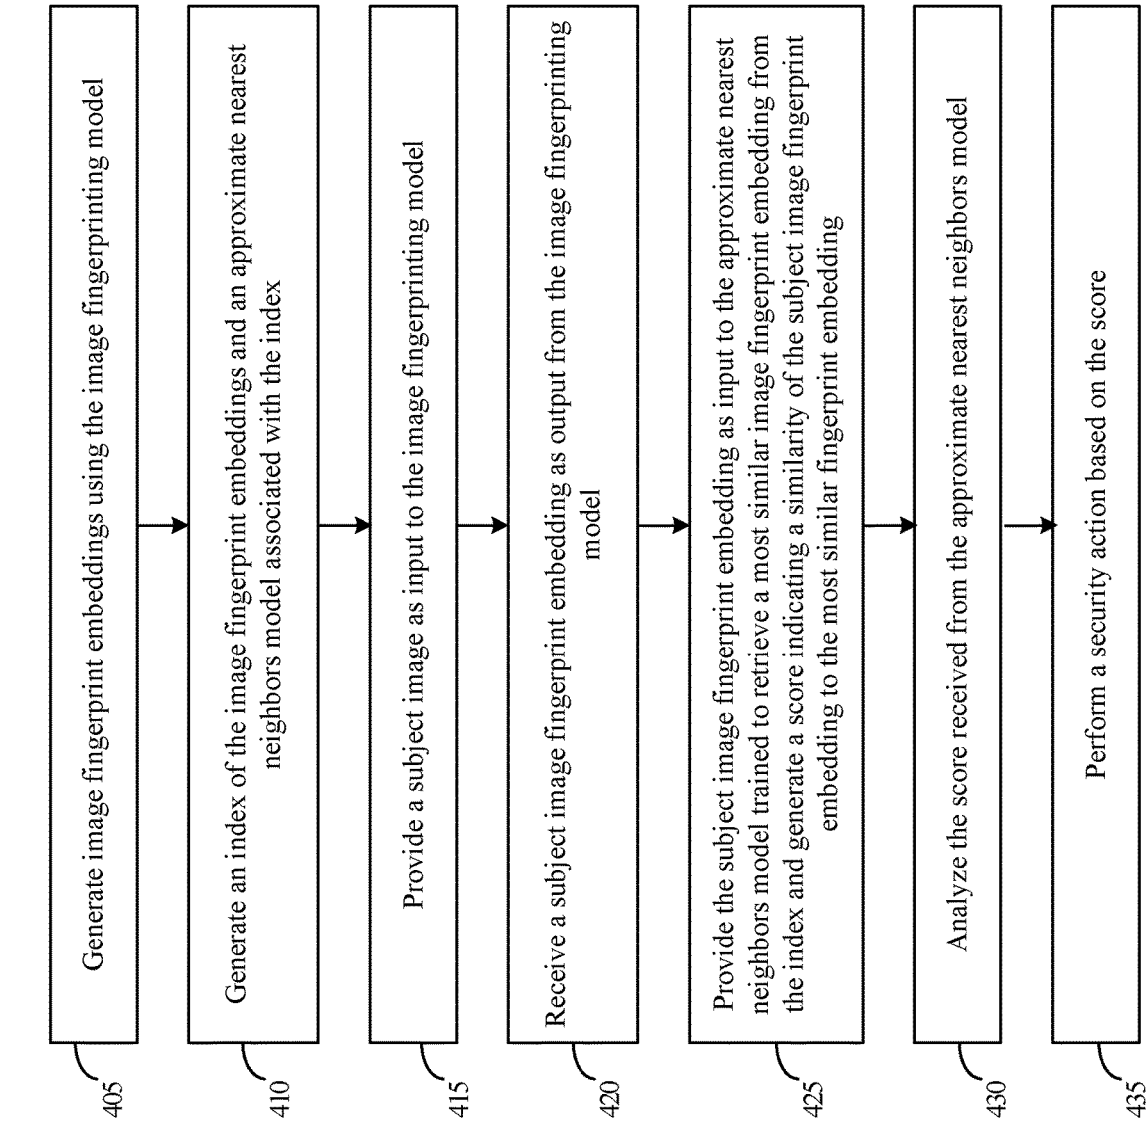 Generate image fingerprint embeddings using the image fingerprinting model
405
Generate an index of the image fingerprint embeddings and an approximate nearest
neighbors model associated with the index
410
Provide a subject image as input to the image fingerprinting model
415
Receive a subject image fingerprint embedding as output from the image fingerprinting
model
420
Provide the subject image fingerprint embedding as input to the approximate nearest
neighbors model trained to retrieve a most similar image fingerprint embedding from
the index and generate a score indicating a similarity of the subject image fingerprint
embedding to the most similar fingerprint embedding
425
Analyze the score received from the approximate nearest neighbors model
430
Perform a security action based on the score
435